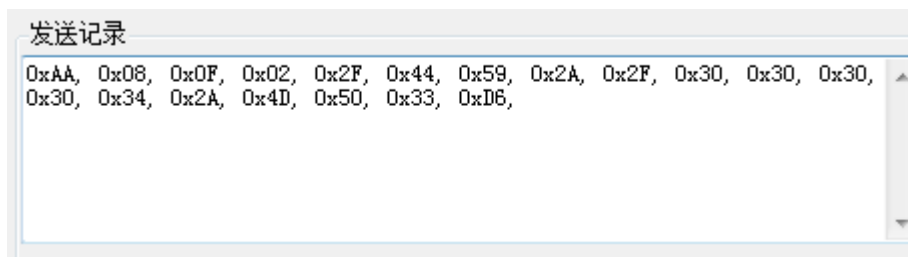 发送记录
0xAA, 0x08, 0x0F, 0x02, 0x2F, 0x44, 0x59, 0x2A, 0x2F, 0x30, 0x30, 0x30,
0x30, 0x34, 0x2A, 0x4D, 0x50, 0x33, 0xD6,